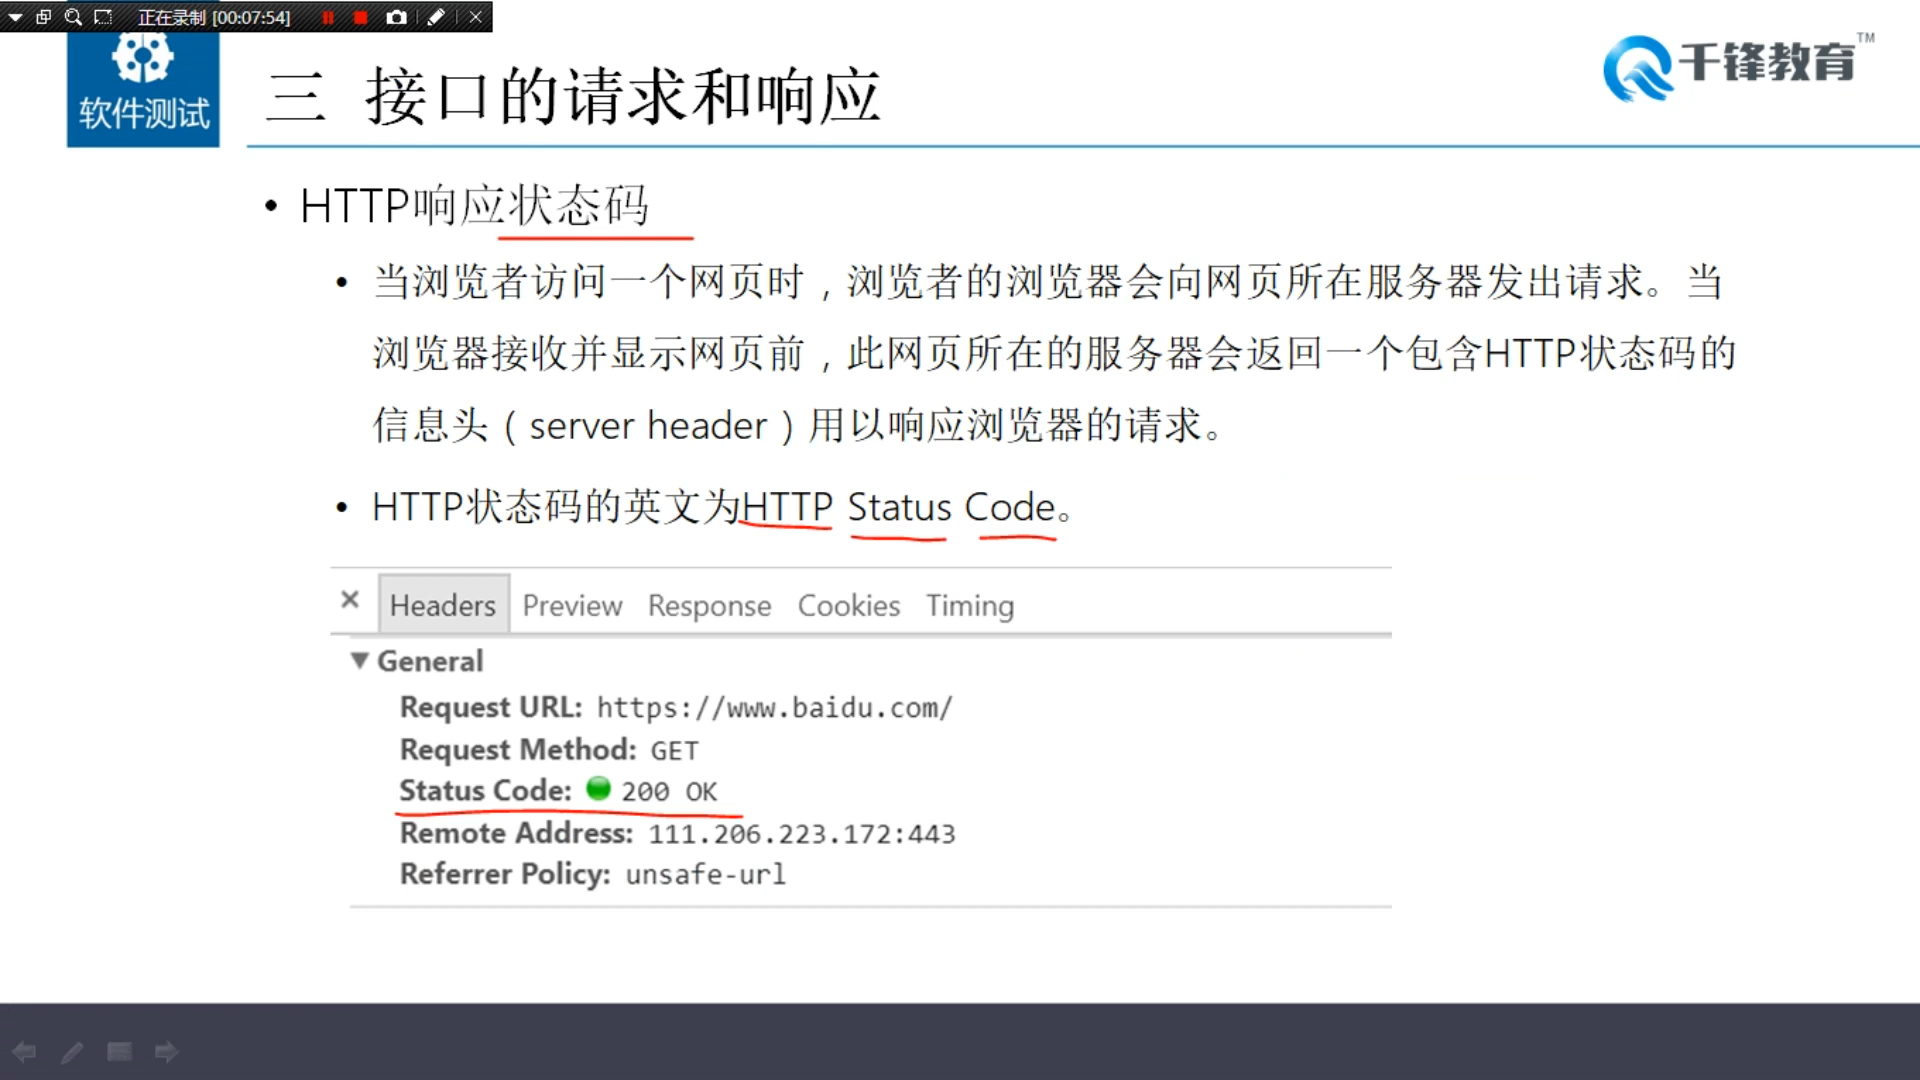 正在录制 [00:07:54]
软件测试
三 接口的请求和响应
千锋教育™
• HTTP响应状态码
• 当浏览者访问一个网页时，浏览者的浏览器会向网页所在服务器发出请求。当
浏览器接收并显示网页前，此网页所在的服务器会返回一个包含HTTP状态码的
信息头（server header）用以响应浏览器的请求。
• HTTP状态码的英文为HTTP Status Code。
× Headers Preview Response Cookies Timing
▼ General
Request URL: https://www.baidu.com/
Request Method: GET
Status Code: 200 OK
Remote Address: 111.206.223.172:443
Referrer Policy: unsafe-url